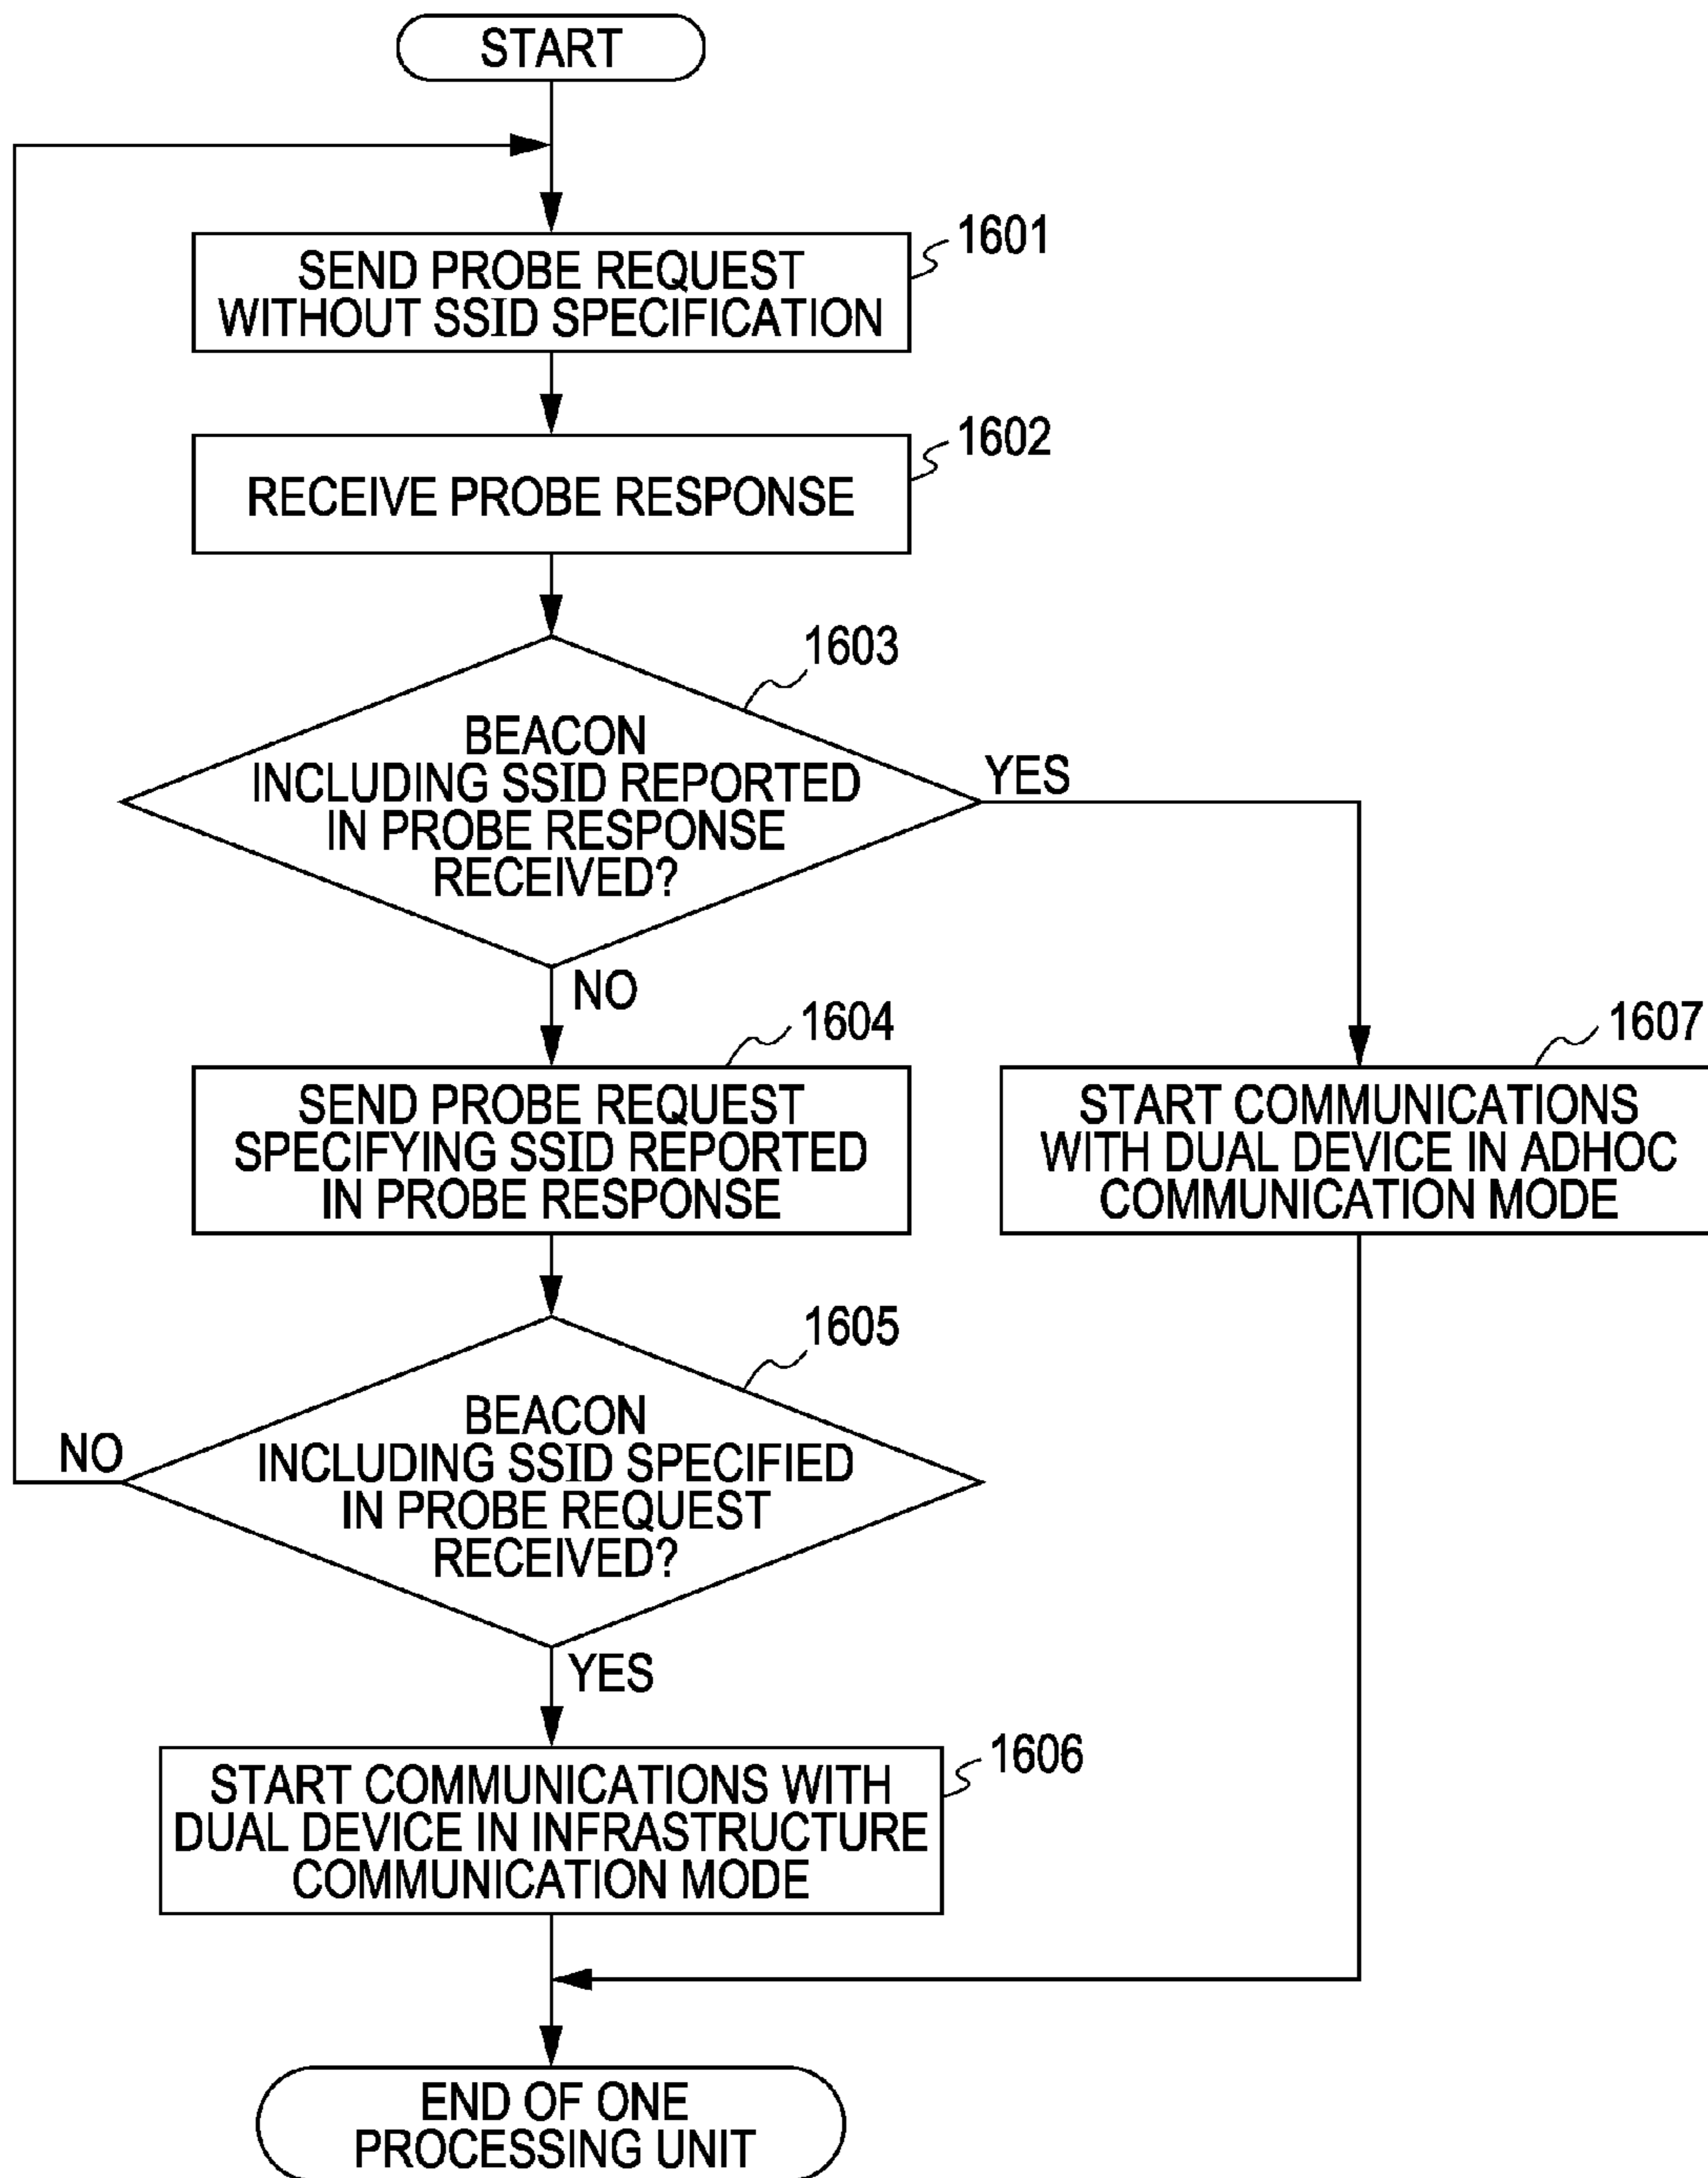 START
1601
SEND PROBE REQUEST
WITHOUT SSID SPECIFICATION
1602
RECEIVE PROBE RESPONSE
1603
BEACON
INCLUDING SSID REPORTED
IN PROBE RESPONSE
RECEIVED?
YES
NO
1604
SEND PROBE REQUEST
SPECIFYING SSID REPORTED
IN PROBE RESPONSE
1607
START COMMUNICATIONS
WITH DUAL DEVICE IN ADHOC
COMMUNICATION MODE
1605
BEACON
INCLUDING SSID SPECIFIED
IN PROBE REQUEST
RECEIVED?
NO
YES
1606
START COMMUNICATIONS WITH
DUAL DEVICE IN INFRASTRUCTURE
COMMUNICATION MODE
END OF ONE
PROCESSING UNIT